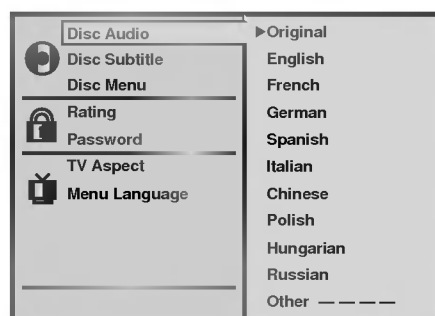 Disc Audio
Disc Subtitle
Disc Menu
Rating
Password
TV Aspect
Menu Language
Original
English
French
German
Spanish
Italian
Chinese
Polish
Hungarian
Russian
Other — — — —